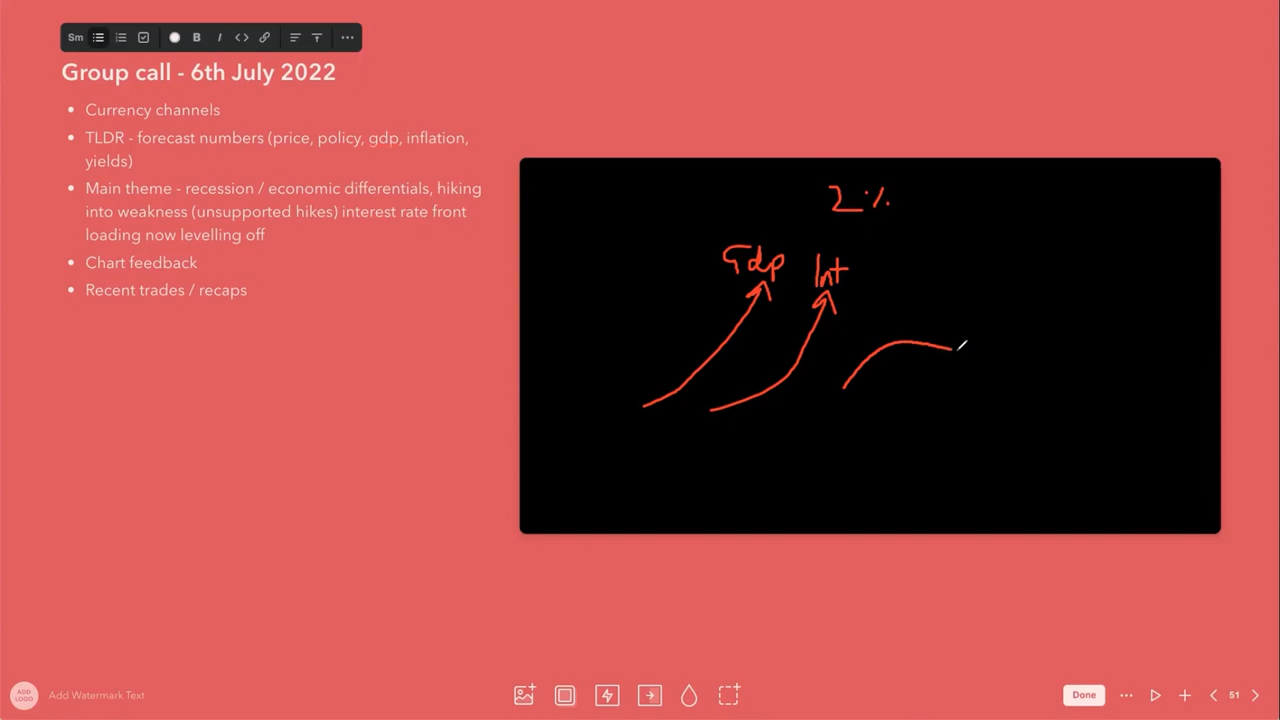 Sm B I <>
Group call - 6th July 2022
Currency channels
TLDR - forecast numbers (price, policy, gdp, inflation,
yields)
Main theme - recession / economic differentials, hiking
into weakness (unsupported hikes) interest rate front
loading now levelling off
Chart feedback
Recent trades / recaps
2 %
Gdp Int
ADD
LOGO
Add Watermark Text
Done
51